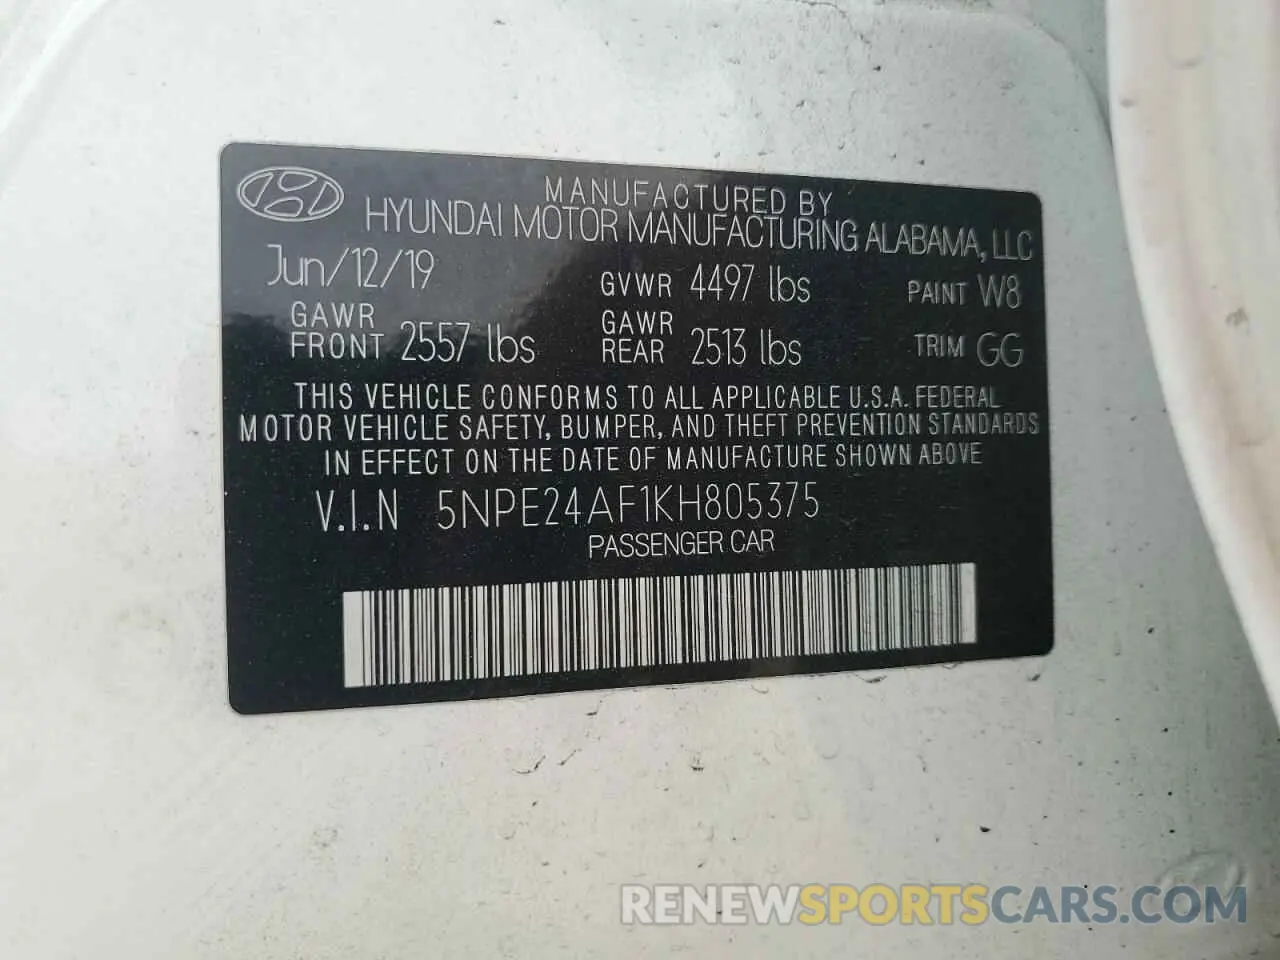 MANUFACTURED BY
HYUNDAI MOTOR MANUFACTURING ALABAMA, LLC
Jun/12/19 GVWR 4497 lbs PAINT W8
GAWR FRONT 2557 lbs GAWR REAR 2513 lbs TRIM GG
THIS VEHICLE CONFORMS TO ALL APPLICABLE U.S.A. FEDERAL
MOTOR VEHICLE SAFETY, BUMPER, AND THEFT PREVENTION STANDARDS
IN EFFECT ON THE DATE OF MANUFACTURE SHOWN ABOVE
V.I.N 5NPE24AF1KH805375
PASSENGER CAR
RENEWSPORTSCARS.COM